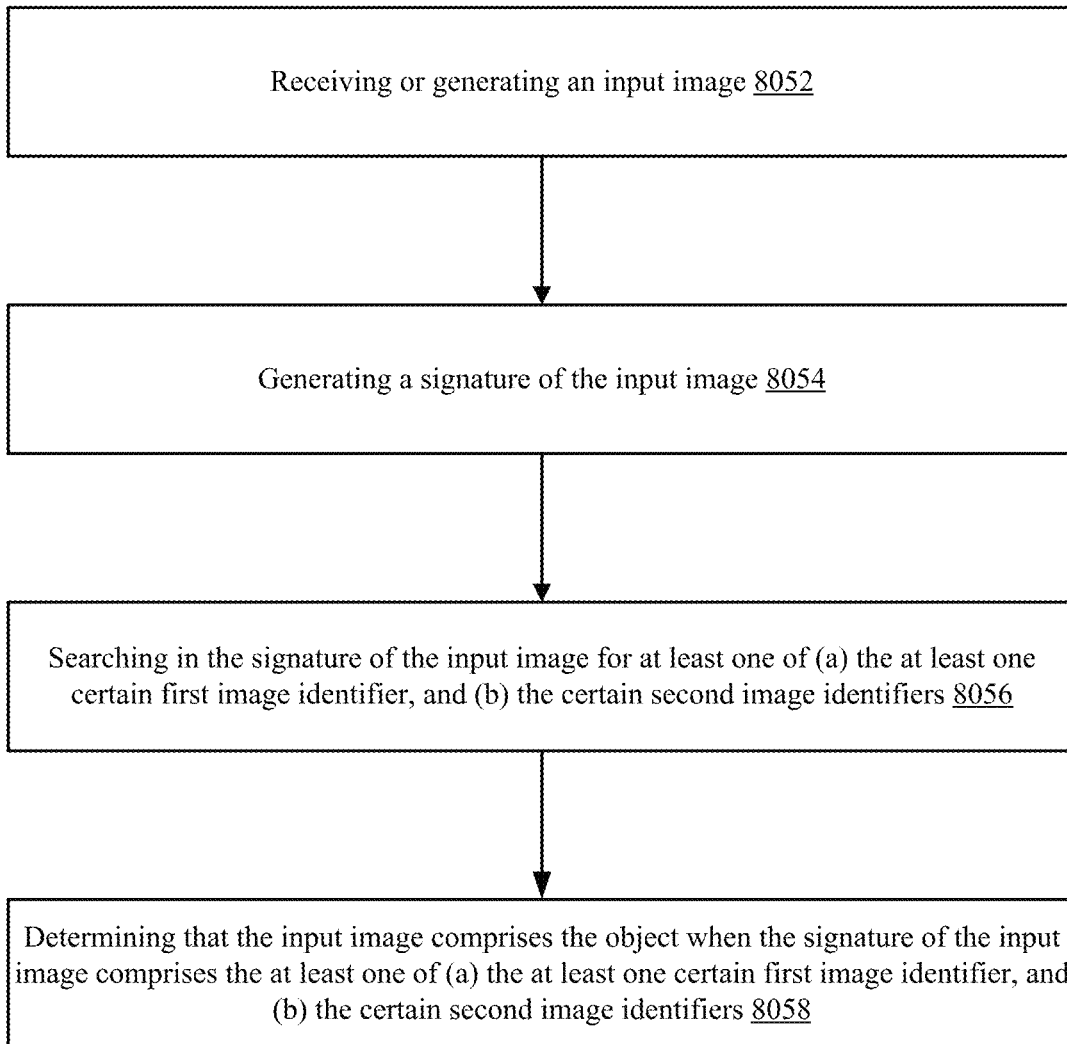 Receiving or generating an input image 8052
Generating a signature of the input image 8054
Searching in the signature of the input image for at least one of (a) the at least one
certain first image identifier, and (b) the certain second image identifiers 8056
Determining that the input image comprises the object when the signature of the input
image comprises the at least one of (a) the at least one certain first image identifier, and
(b) the certain second image identifiers 8058